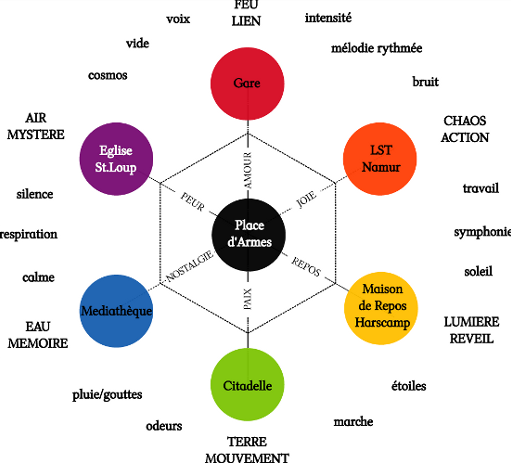 FEU
LIEN
voix
intensité
vide
mélodie rythmée
cosmos
Gare
bruit
AIR
MYSTERE
CHAOS
ACTION
Eglise
St.Loup
LST
Namur
AMOUR
silence
PEUR
JOIE
travail
respiration
Place
d'Armes
symphonie
calme
NOSTALGIE
REPOS
soleil
PAIX
Mediathèque
Maison
de Repos
Harscamp
EAU
MEMOIRE
LUMIERE
REVEIL
pluie/gouttes
Citadelle
étoiles
odeurs
marche
TERRE
MOUVEMENT